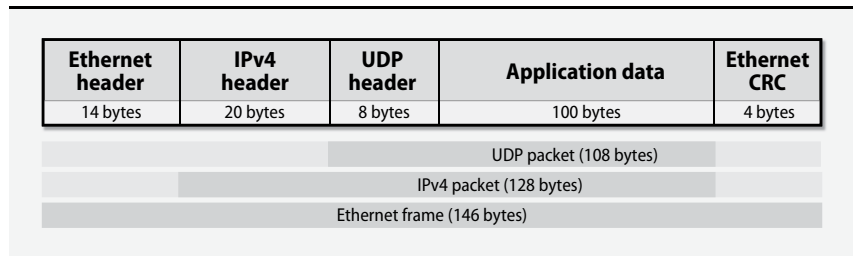 Ethernet header IPv4 header UDP header Application data Ethernet CRC
14 bytes 20 bytes 8 bytes 100 bytes 4 bytes
UDP packet (108 bytes)
IPv4 packet (128 bytes)
Ethernet frame (146 bytes)